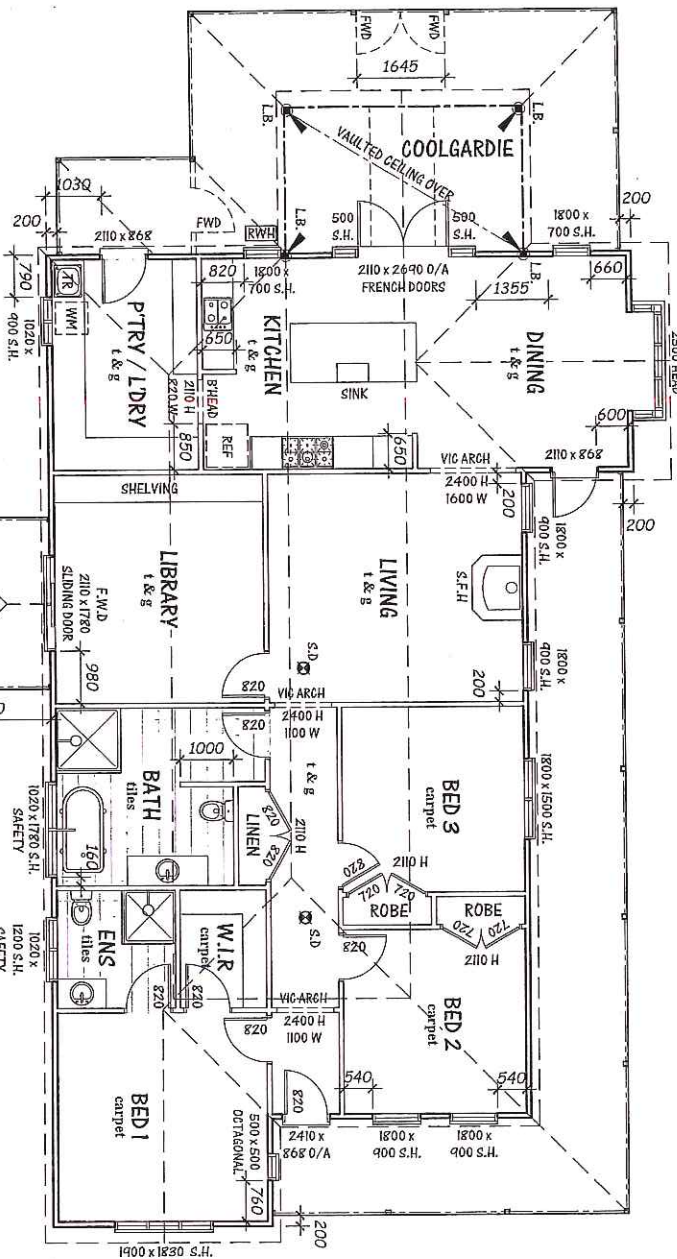 FWD
FWD
1645
L.B.
L.B.
COOLGARDIE
VAULTED CEILING OVER
1030
200
2110 x 868
FWD
RWH
L.B.
500
S.H.
500
S.H.
1800 x
700 S.H.
200
790
1020 x
900 S.H.
TR
WM
P'TRY / L'DRY
t & g
820
1800 x
700 S.H.
2110 x 2690 O/A
FRENCH DOORS
L.B.
1355
660
650
KITCHEN
t & g
SINK
DINING
t & g
2110 H
820 W
B'HEAD
850
REF
650
600
2110 x 868
VIC ARCH
2400 H
1600 W
200
200
SHELVING
LIBRARY
t & g
F.W.D
2110 x 1780
SLIDING DOOR
980
LIVING
t & g
S.F.H
1800 x
900 S.H.
1800 x
900 S.H.
S.D
820
VIC ARCH
200
820
2400 H
1100 W
1000
BATH
tiles
t & g
BED 3
carpet
1800 x 1500 S.H.
1020 x 1780 S.H.
SAFETY
160
LINEN
820
820
2110 H
820
2110 H
720
720
ROBE
ROBE
720
720
2110 H
1020 x
1200 S.H.
SAFETY
ENS
tiles
W.I.R
carpet
S.D
820
820
820
VIC ARCH
820
2400 H
1100 W
BED 2
carpet
540
540
BED 1
carpet
820
500 x 500
OCTAGONAL
2410 x
868 O/A
1800 x
900 S.H.
1800 x
900 S.H.
760
200
1900 x 1830 S.H.